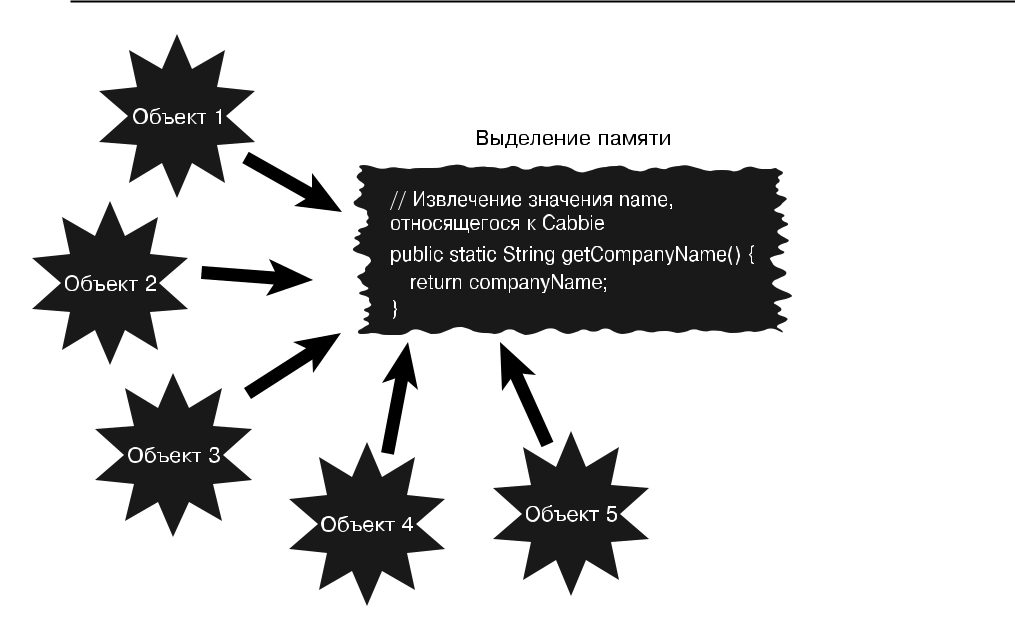 Объект 1
Выделение памяти
// Извлечение значения name,
относящегося к Cabbie
public static String getCompanyName() {
return companyName;
}
Объект 2
Объект 3
Объект 4
Объект 5